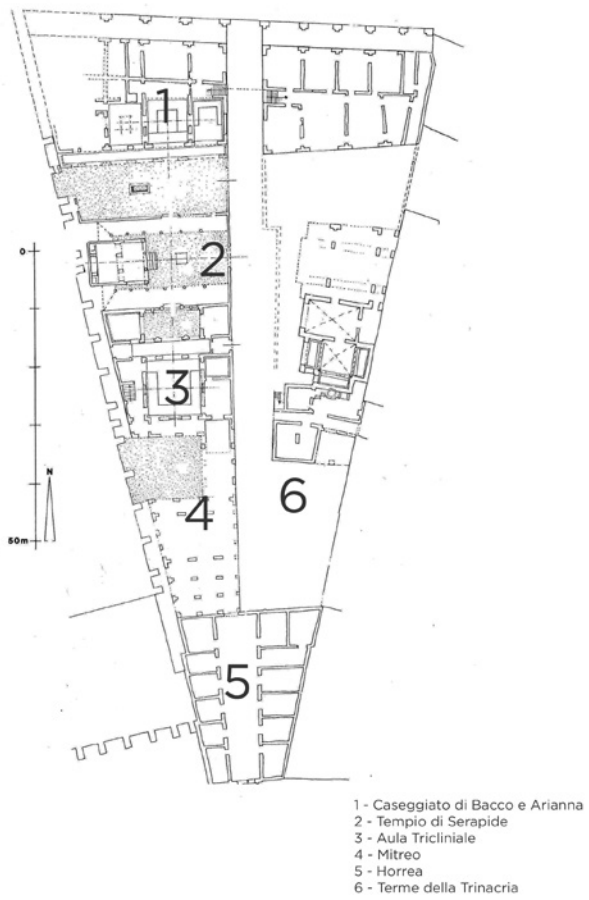 1
2
0
3
N
4
6
50m
5
1 - Caseggiato di Bacco e Arianna
2 - Tempio di Serapide
3 - Aula Tricliniale
4 - Mitreo
5 - Horrea
6 - Terme della Trinacria